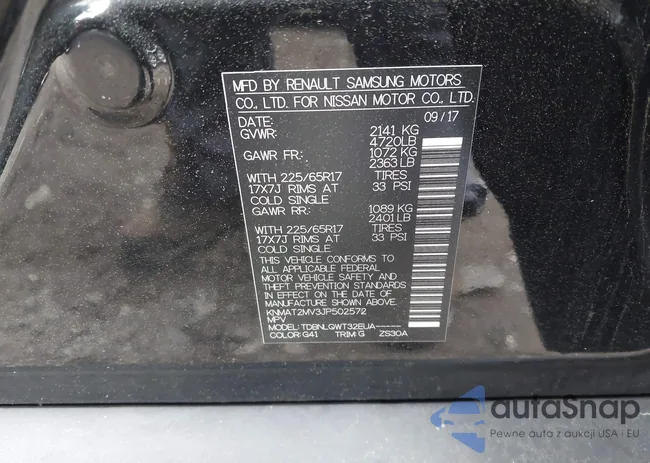 MFD BY RENAULT SAMSUNG MOTORS
CO., LTD. FOR NISSAN MOTOR CO., LTD.
DATE: 09/17
GVWR: 2141 KG
4720LB
GAWR FR: 1072 KG
2363 LB
WITH 225/65R17 TIRES
17X7J RIMS AT 33 PSI
COLD SINGLE
GAWR RR: 1089 KG
2401 LB
WITH 225/65R17 TIRES
17X7J RIMS AT 33 PSI
COLD SINGLE
THIS VEHICLE CONFORMS TO
ALL APPLICABLE FEDERAL
MOTOR VEHICLE SAFETY AND
THEFT PREVENTION STANDARDS
IN EFFECT ON THE DATE OF
MANUFACTURE SHOWN ABOVE.
KNMAT2MV3JP502572
MPV
MODEL: TDBNLQWT32EUA------
COLOR: G41 TRIM: G ZS30A
autoSnap
Pewne auta z aukcji USA i EU